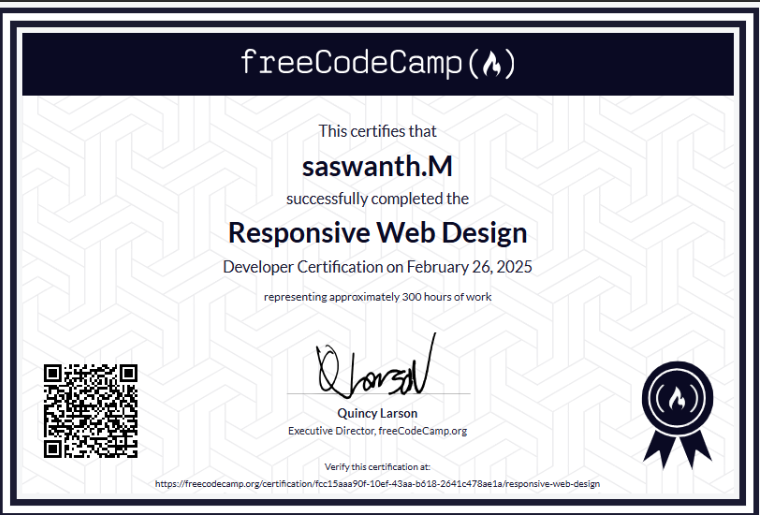 freeCodeCamp
This certifies that
saswanth.M
successfully completed the
Responsive Web Design
Developer Certification on February 26, 2025
representing approximately 300 hours of work
Quincy Larson
Executive Director, freeCodeCamp.org
Verify this certification at:
https://freecodecamp.org/certification/fcc15aaa90f-10ef-43aa-b618-2641c478ae1a/responsive-web-design